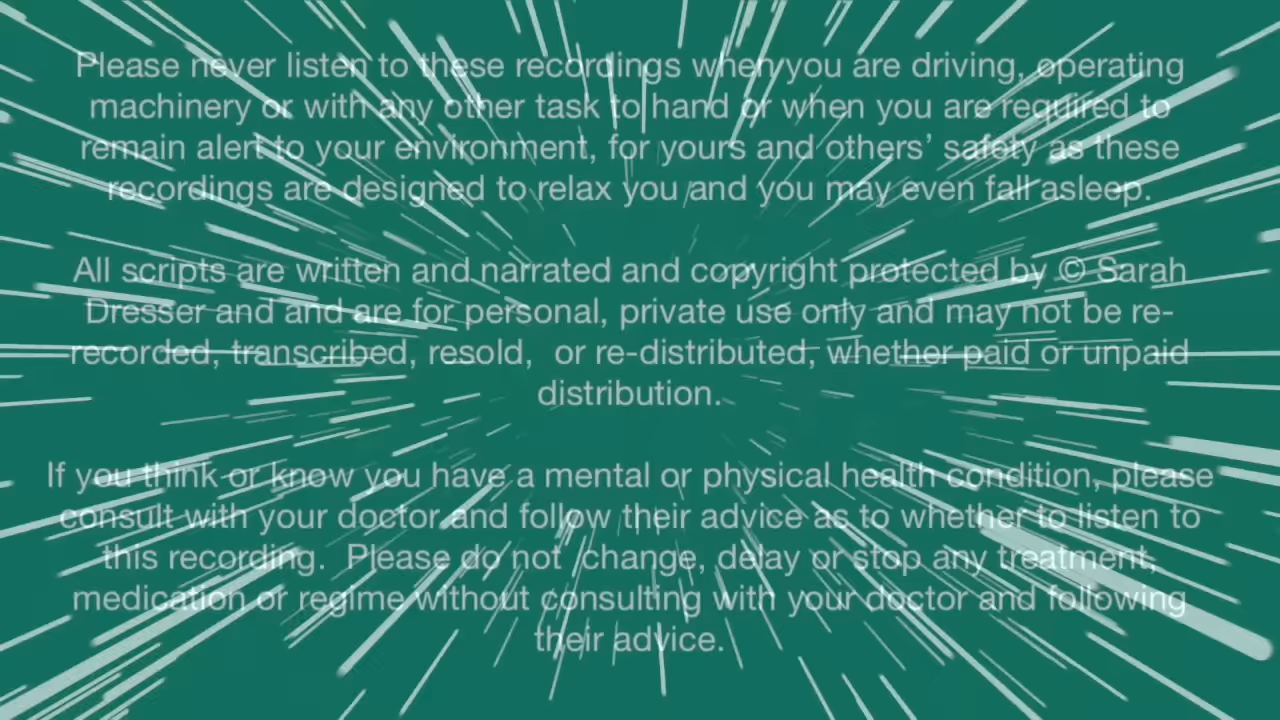 Please never listen to these recordings when you are driving, operating
machinery or with any other task to hand or when you are required to
remain alert to your environment, for yours and others’ safety as these
recordings are designed to relax you and you may even fall asleep.
All scripts are written and narrated and copyright protected by © Sarah
Dresser and and are for personal, private use only and may not be re-
recorded, transcribed, resold,  or re-distributed, whether paid or unpaid
distribution.
If you think or know you have a mental or physical health condition, please
consult with your doctor and follow their advice as to whether to listen to
this recording.  Please do not  change, delay or stop any treatment,
medication or regime without consulting with your doctor and following
their advice.